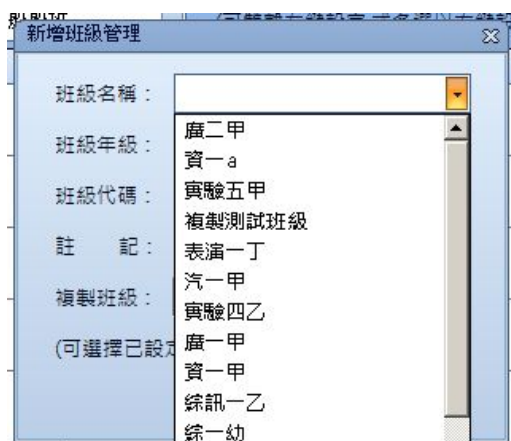 新增班級管理
班級名稱：
班級年級：
班級代碼：
註 記：
複製班級：
(可選擇已設定
廣二甲
資一a
實驗五甲
複製測試班級
表演一丁
汽一甲
實驗四乙
廣一甲
資一甲
綜訊一乙
綜一幼